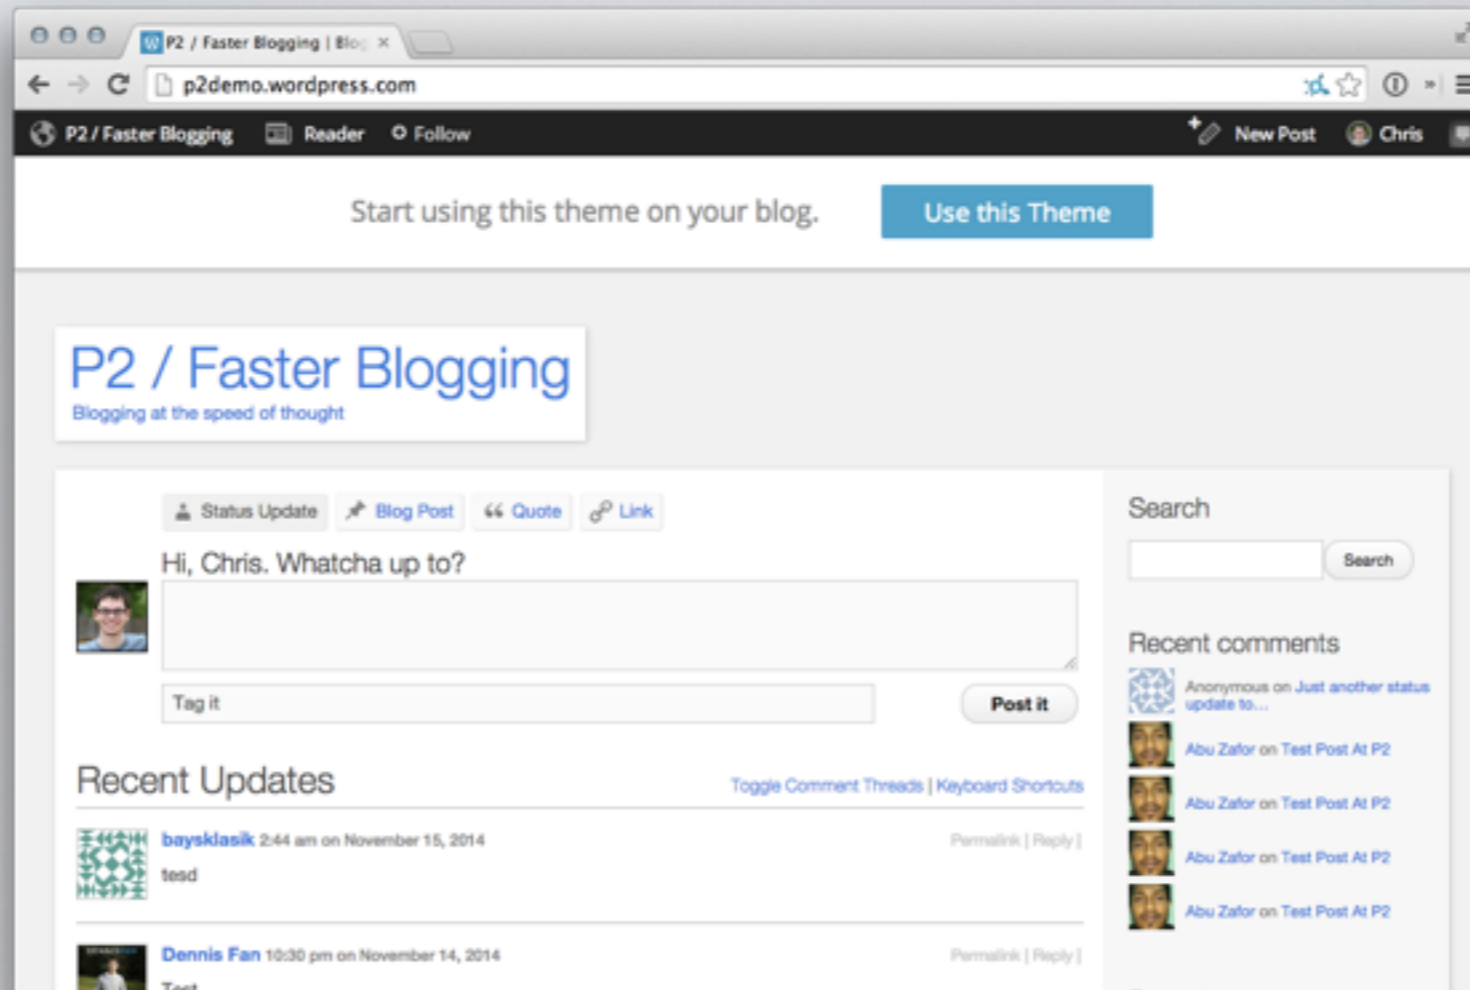 P2 / Faster Blogging | Blog
p2demo.wordpress.com
P2 / Faster Blogging Reader Follow New Post Chris
Start using this theme on your blog. Use this Theme
P2 / Faster Blogging
Blogging at the speed of thought
Status Update Blog Post Quote Link
Hi, Chris. Whatcha up to?
Tag it Post it
Recent Updates Toggle Comment Threads | Keyboard Shortcuts
baysklasik 2:44 am on November 15, 2014 Permalink | Reply |
tesd
Dennis Fan 10:30 pm on November 14, 2014 Permalink | Reply |
Test
Search
Search
Recent comments
Anonymous on Just another status
update to...
Abu Zafor on Test Post At P2
Abu Zafor on Test Post At P2
Abu Zafor on Test Post At P2
Abu Zafor on Test Post At P2